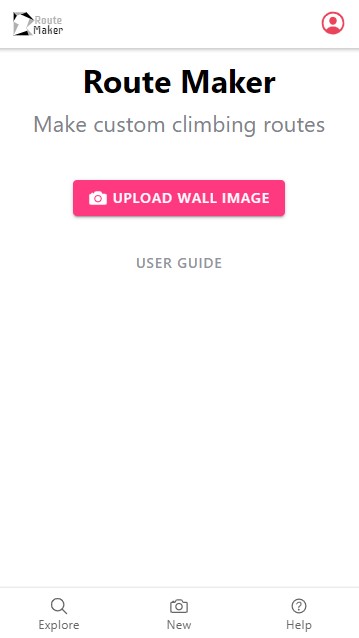 Route
Maker
Route Maker
Make custom climbing routes
UPLOAD WALL IMAGE
USER GUIDE
Explore
New
Help